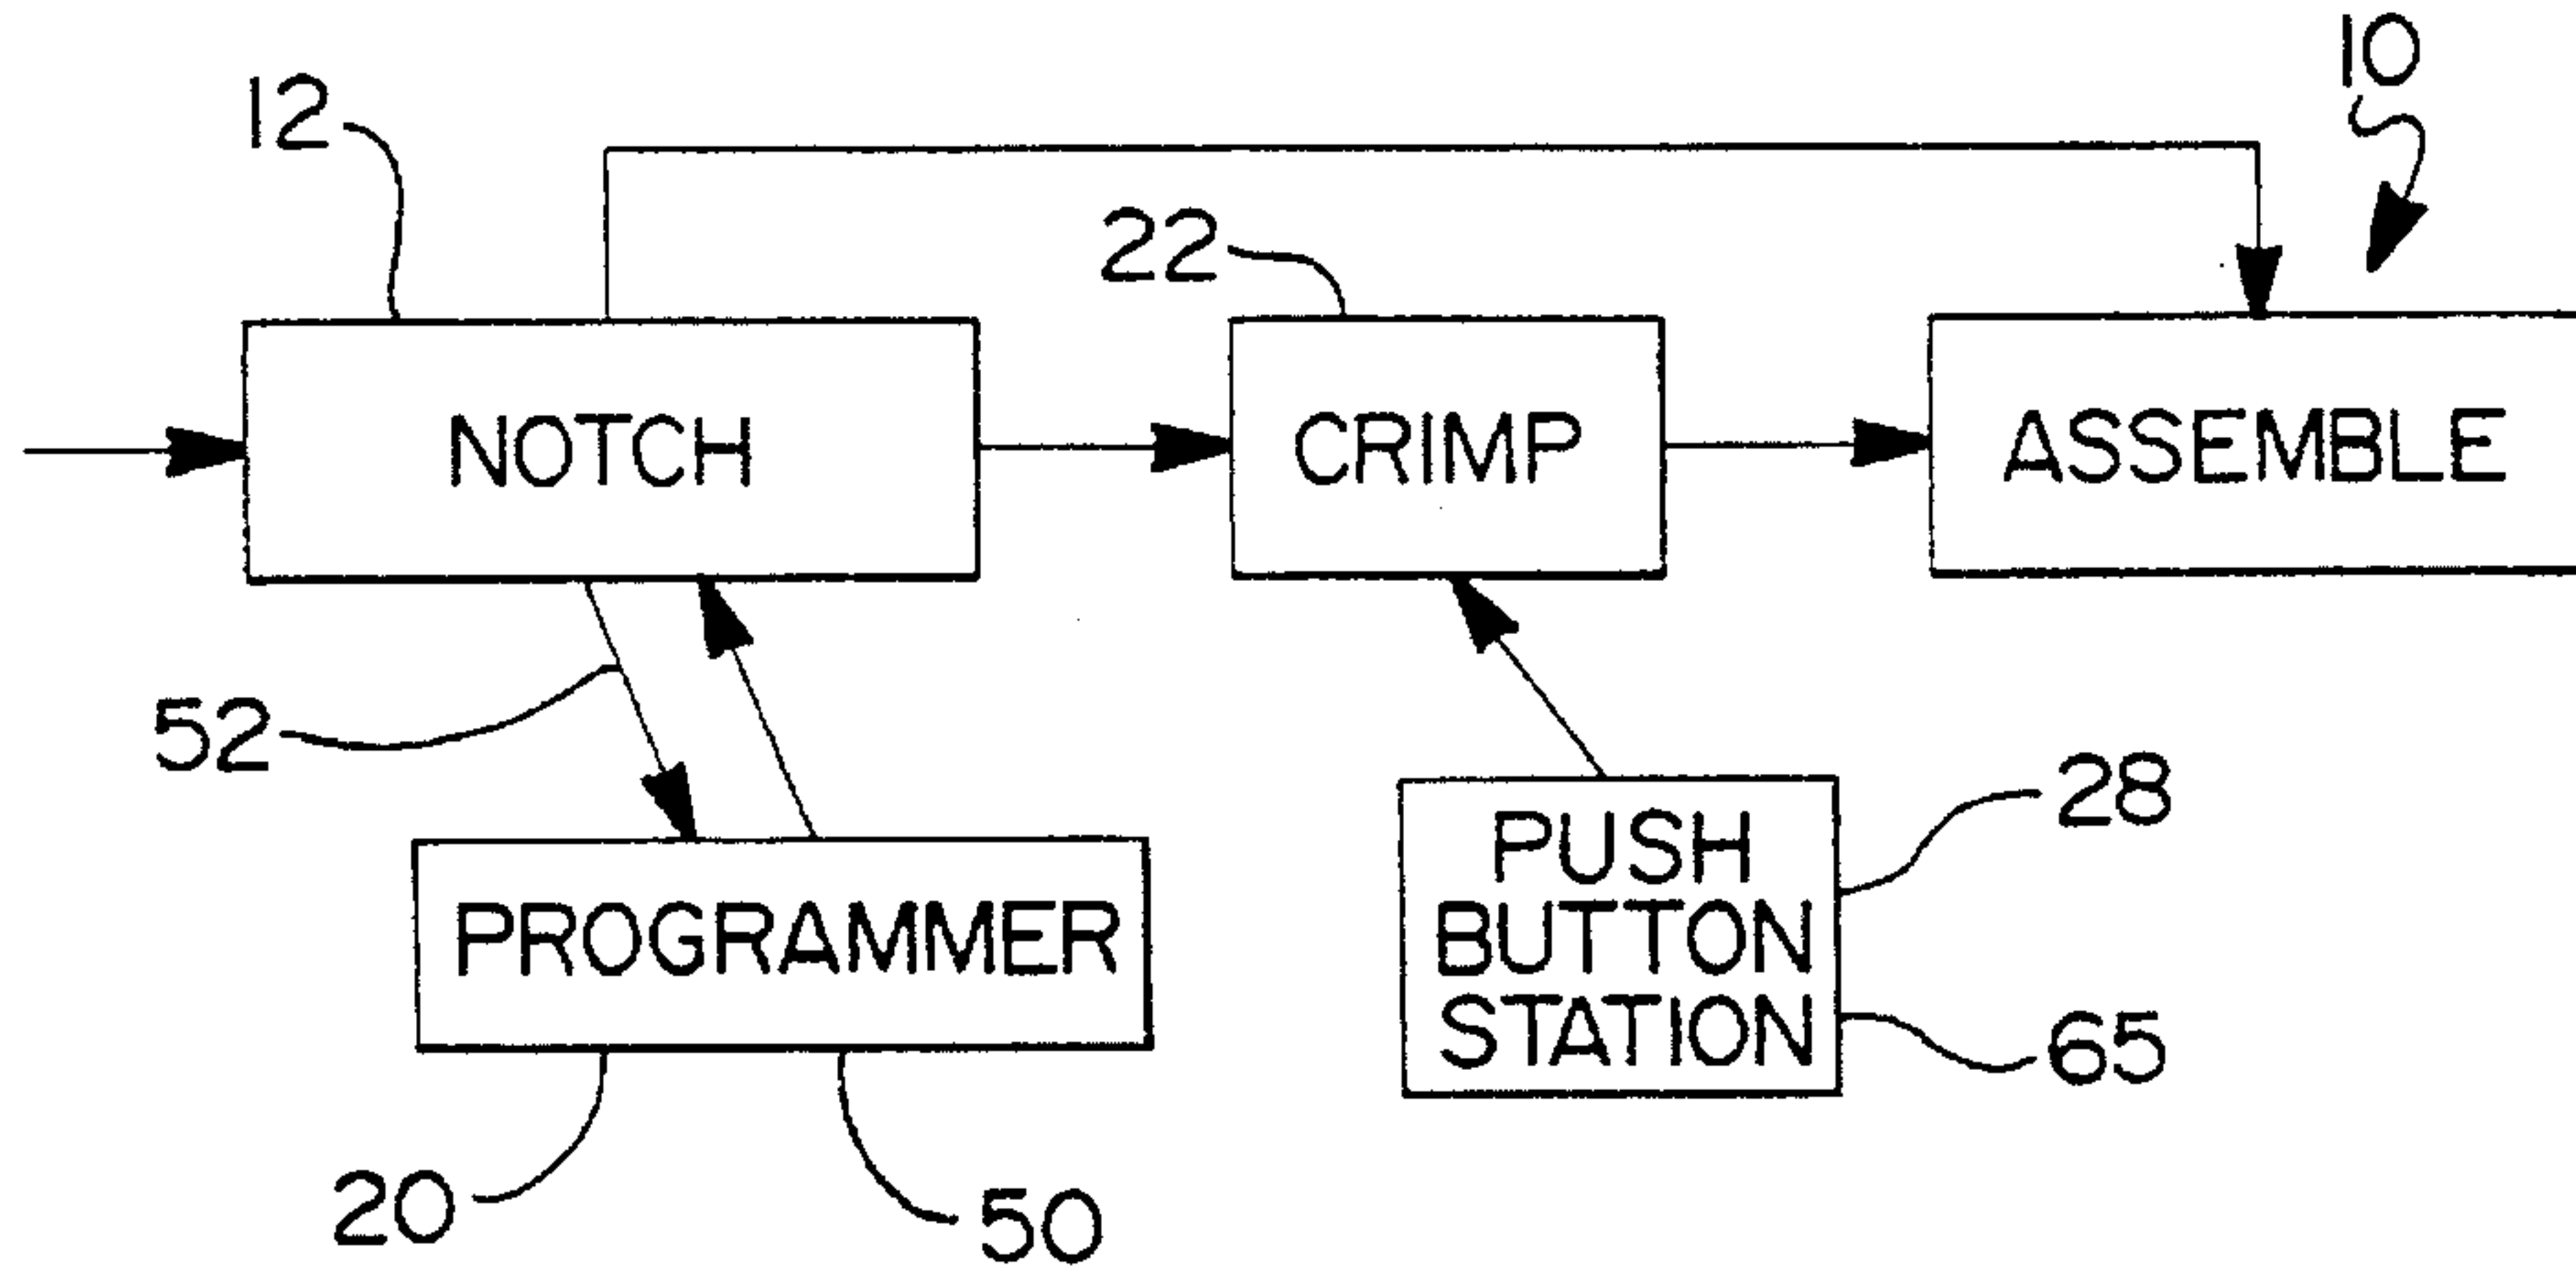 10
12
22
NOTCH
CRIMP
ASSEMBLE
52
28
PUSH
BUTTON
STATION
PROGRAMMER
65
20
50